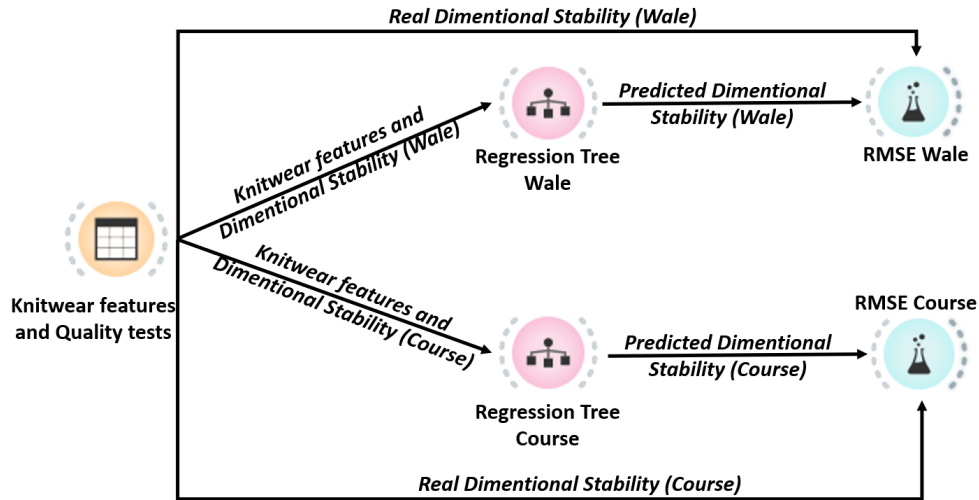 Real Dimentional Stability (Wale)
Knitwear features and
Dimentional Stability (Wale)
Regression Tree
Wale
Predicted Dimentional
Stability (Wale)
RMSE Wale
Knitwear features
and Quality tests
Knitwear features and
Dimentional Stability (Course)
Regression Tree
Course
Predicted Dimentional
Stability (Course)
RMSE Course
Real Dimentional Stability (Course)